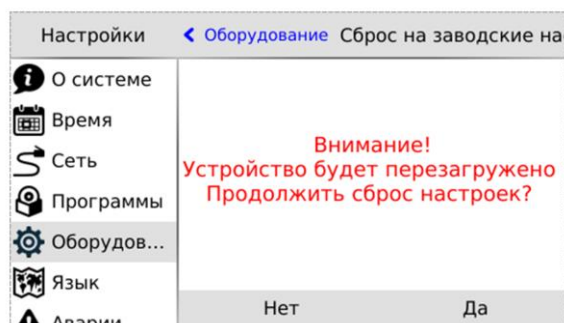 Настройки
Оборудование Сброс на заводские на
О системе
Время
Сеть
Программы
Оборудов...
Язык
Аварии
Внимание!
Устройство будет перезагружено
Продолжить сброс настроек?
Нет
Да